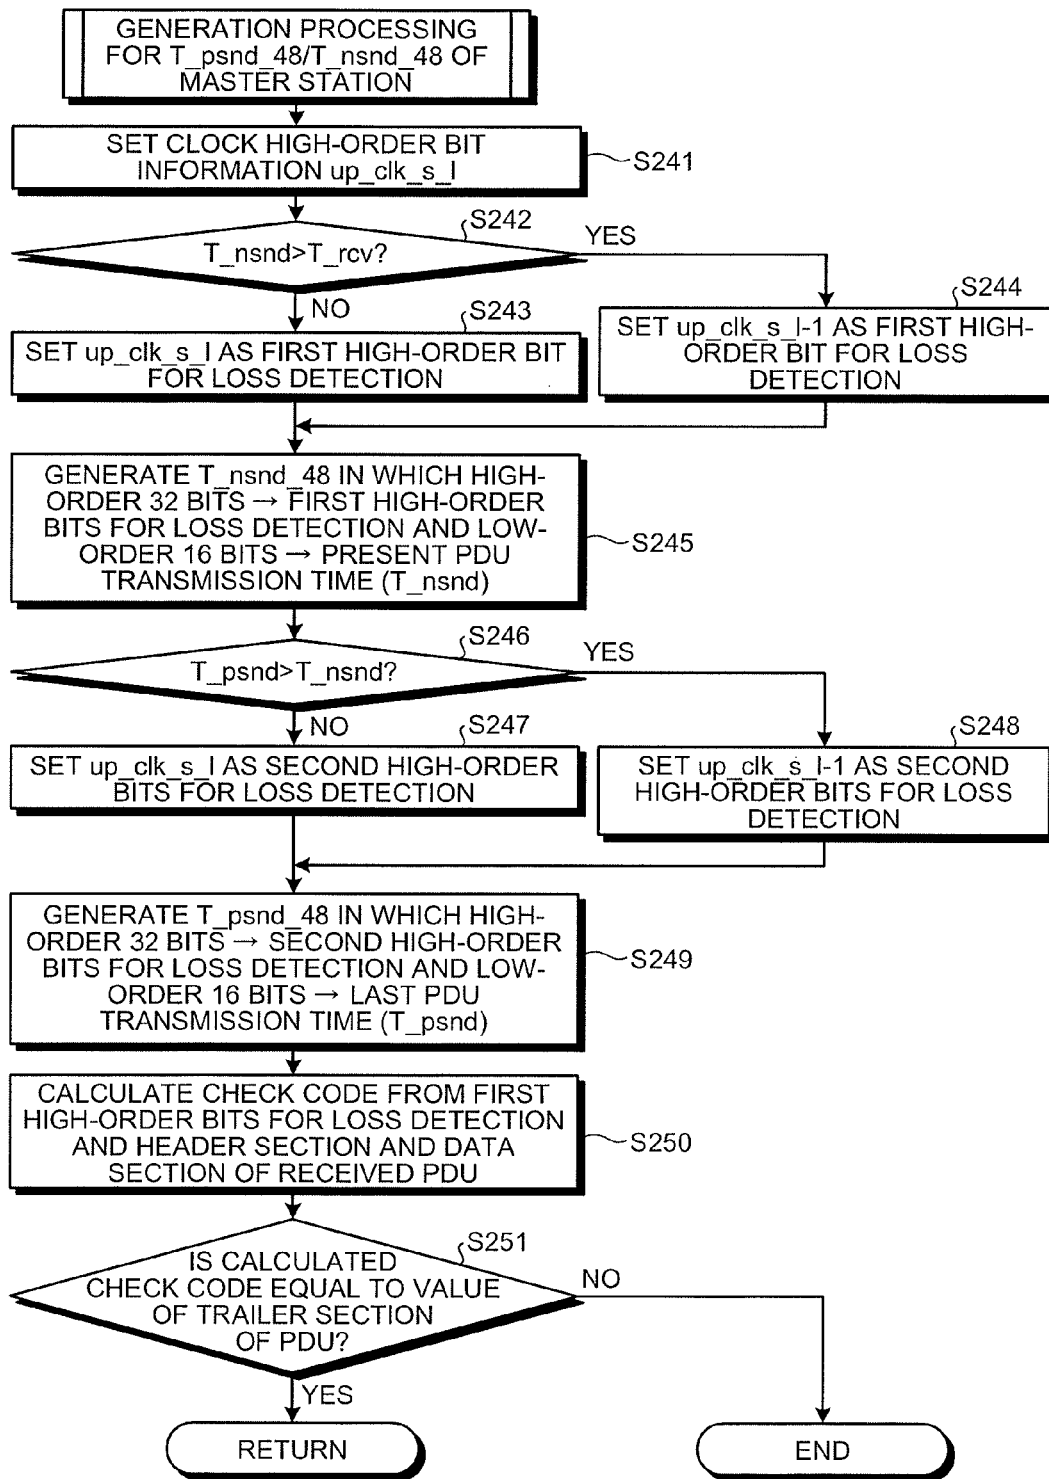 GENERATION PROCESSING
FOR T_psnd_48/T_nsnd_48 OF
MASTER STATION
SET CLOCK HIGH-ORDER BIT
INFORMATION up_clk_s_l
S241
S242
T_nsnd>T_rcv?
YES
NO
S243
SET up_clk_s_l AS FIRST HIGH-ORDER BIT
FOR LOSS DETECTION
S244
SET up_clk_s_l-1 AS FIRST HIGH-
ORDER BIT FOR LOSS
DETECTION
GENERATE T_nsnd_48 IN WHICH HIGH-
ORDER 32 BITS → FIRST HIGH-ORDER
BITS FOR LOSS DETECTION AND LOW-
ORDER 16 BITS → PRESENT PDU
TRANSMISSION TIME (T_nsnd)
S245
S246
T_psnd>T_nsnd?
YES
NO
S247
SET up_clk_s_l AS SECOND HIGH-ORDER
BITS FOR LOSS DETECTION
S248
SET up_clk_s_l-1 AS SECOND
HIGH-ORDER BITS FOR LOSS
DETECTION
GENERATE T_psnd_48 IN WHICH HIGH-
ORDER 32 BITS → SECOND HIGH-ORDER
BITS FOR LOSS DETECTION AND LOW-
ORDER 16 BITS → LAST PDU
TRANSMISSION TIME (T_psnd)
S249
CALCULATE CHECK CODE FROM FIRST
HIGH-ORDER BITS FOR LOSS DETECTION
AND HEADER SECTION AND DATA
SECTION OF RECEIVED PDU
S250
S251
IS CALCULATED
CHECK CODE EQUAL TO VALUE
OF TRAILER SECTION
OF PDU?
NO
YES
RETURN
END